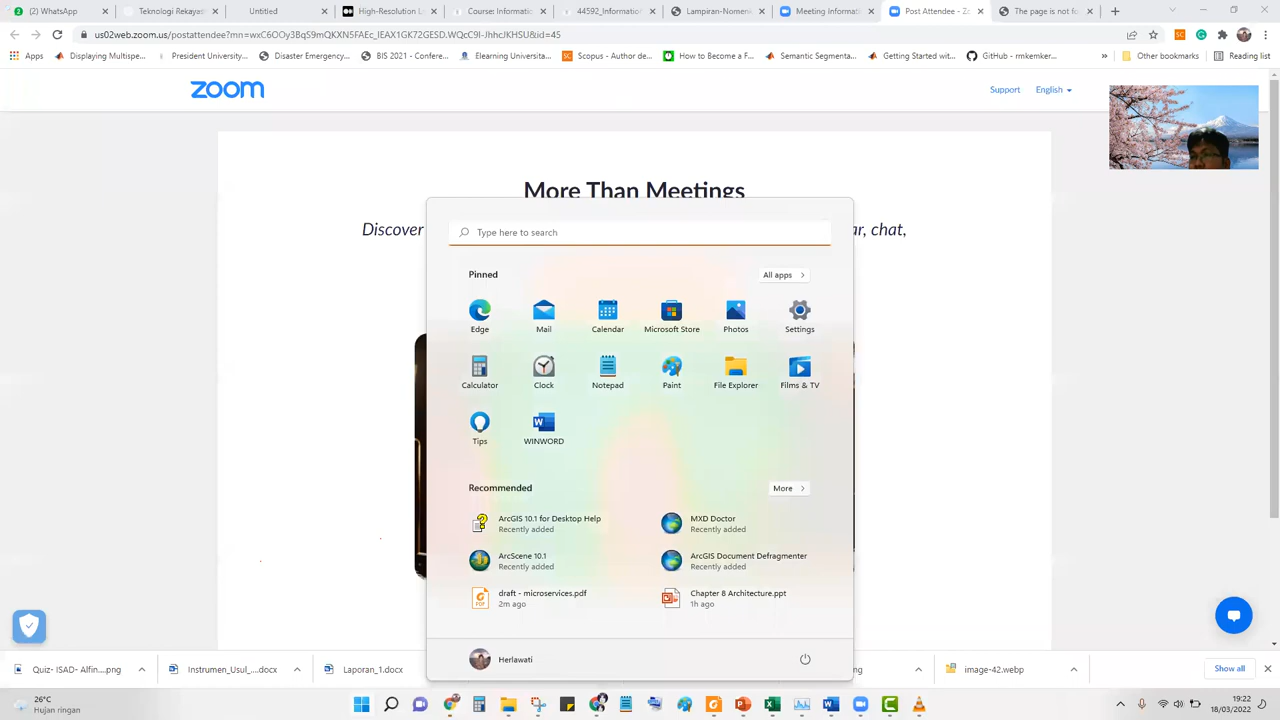 (2) WhatsApp
Teknologi Rekayas
Untitled
High-Resolution L
Course: Informatic
44592_Informatio
Lampiran-Nomenk
Meeting Informat
Post Attendee - Zo
The page is not fo
us02web.zoom.us/postattendee?mn=wxC6OOy3BqS9mQKXN5FAEc_IEAX1GK72GESD.WQcC9l-JhhcJKHSU&id=45
Apps
Displaying Multispe...
President Universit...
Disaster Emergency...
BIS 2021 - Confere...
Elearning Universita...
Scopus - Author de...
How to Become a F...
Semantic Segmenta...
Getting Started wit...
GitHub - rmkemker...
»
Other bookmarks
Reading list
zoom
Support
English
More Than Meetings
Discover
ar, chat,
Type here to search
Pinned
All apps
Edge
Mail
Calendar
Microsoft Store
Photos
Settings
Calculator
Clock
Notepad
Paint
File Explorer
Films & TV
Tips
WINWORD
Recommended
More
ArcGIS 10.1 for Desktop Help
Recently added
MXD Doctor
Recently added
ArcScene 10.1
Recently added
ArcGIS Document Defragmenter
Recently added
draft - microservices.pdf
2m ago
Chapter 8 Architecture.ppt
1h ago
Herlawati
Quiz- ISAD- Alfin....png
Instrumen_Usul_....docx
Laporan_1.docx
ng
image-42.webp
Show all
26°C
Hujan ringan
19:22
18/03/2022